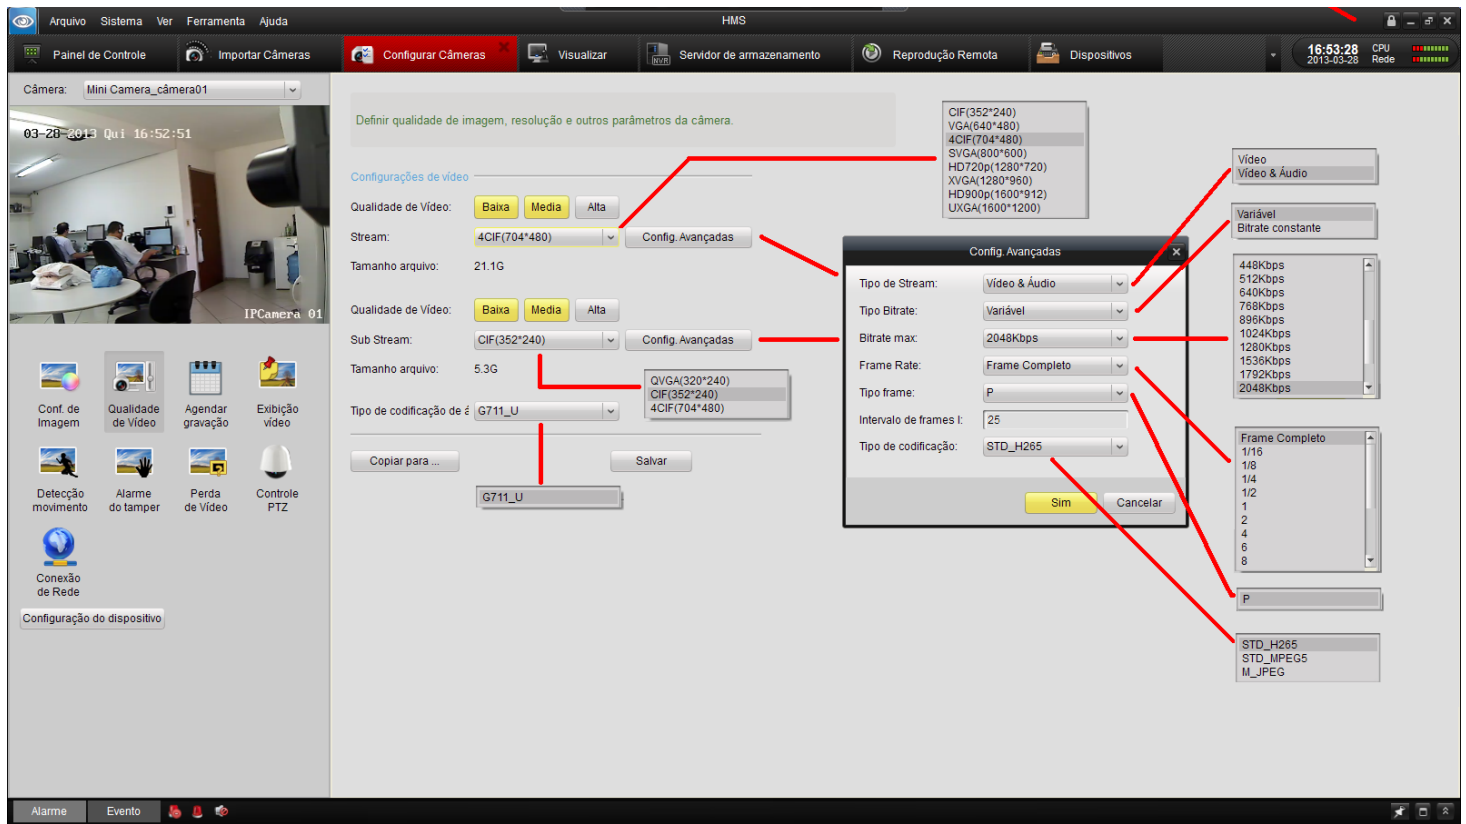 Arquivo Sistema Ver Ferramenta Ajuda
HMS
Painel de Controle
Importar Câmeras
Configurar Câmeras
Visualizar
NVR
Servidor de armazenamento
Reprodução Remota
Dispositivos
16:53:28
2013-03-28
CPU
Rede
Câmera: Mini Camera_câmera01
03-28-2013 Qui 16:52:51
IPCamera 01
Conf. de
Imagem
Qualidade
de Vídeo
Agendar
gravação
Exibição
vídeo
Detecção
movimento
Alarme
do tamper
Perda
de Vídeo
Controle
PTZ
Conexão
de Rede
Configuração do dispositivo
Definir qualidade de imagem, resolução e outros parâmetros da câmera.
Configurações de vídeo
Qualidade de Vídeo: Baixa Media Alta
Stream: 4CIF(704*480) Config. Avançadas
Tamanho arquivo: 21.1G
Qualidade de Vídeo: Baixa Media Alta
Sub Stream: CIF(352*240) Config. Avançadas
Tamanho arquivo: 5.3G
Tipo de codificação de á G711_U
Copiar para ... Salvar
QVGA(320*240)
CIF(352*240)
4CIF(704*480)
G711_U
CIF(352*240)
VGA(640*480)
4CIF(704*480)
SVGA(800*600)
HD720p(1280*720)
XVGA(1280*960)
HD900p(1600*912)
UXGA(1600*1200)
Config. Avançadas
Tipo de Stream: Vídeo & Áudio
Tipo Bitrate: Variável
Bitrate max: 2048Kbps
Frame Rate: Frame Completo
Tipo frame: P
Intervalo de frames I: 25
Tipo de codificação: STD_H265
Sim Cancelar
Vídeo
Vídeo & Áudio
Variável
Bitrate constante
448Kbps
512Kbps
640Kbps
768Kbps
896Kbps
1024Kbps
1280Kbps
1536Kbps
1792Kbps
2048Kbps
Frame Completo
1/16
1/8
1/4
1/2
1
2
4
6
8
P
STD_H265
STD_MPEG5
M_JPEG
Alarme Evento